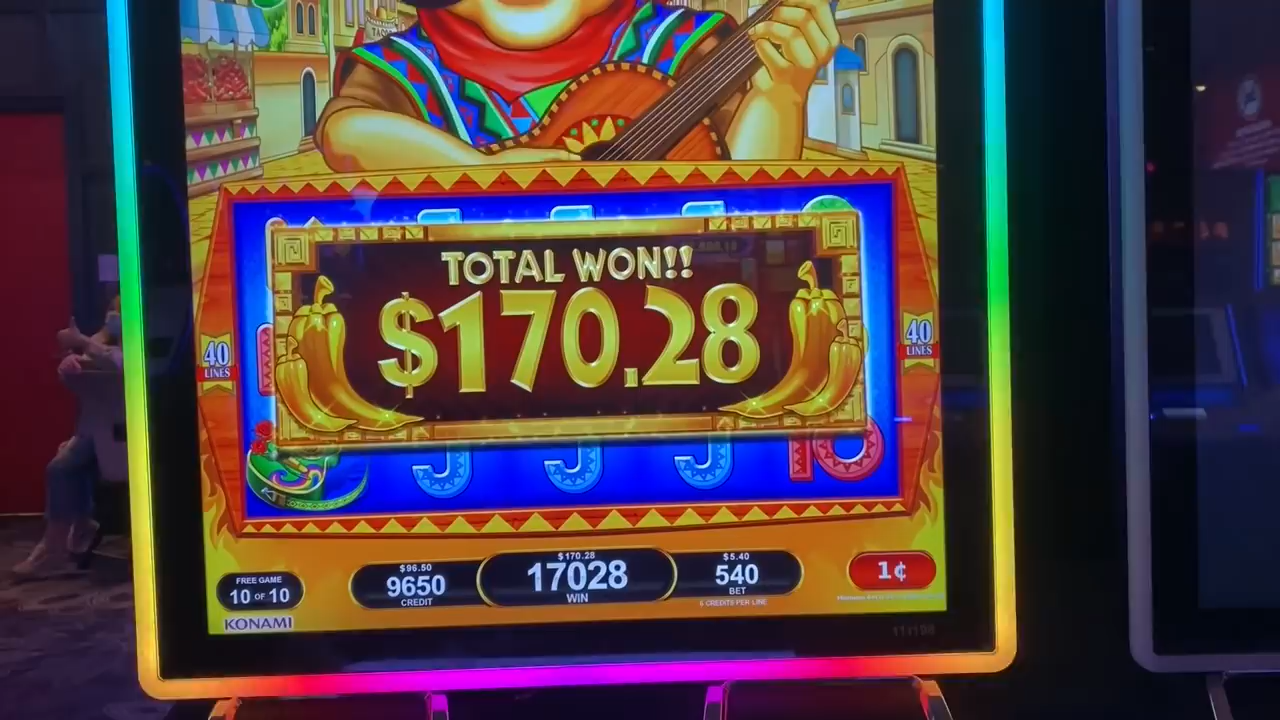 TACOS
TOTAL WON!!
$170.28
40
LINES
40
LINES
FREE GAME
10 OF 10
$96.50
9650
CREDIT
$170.28
17028
WIN
$5.40
540
BET
6 CREDITS PER LINE
1¢
KONAMI